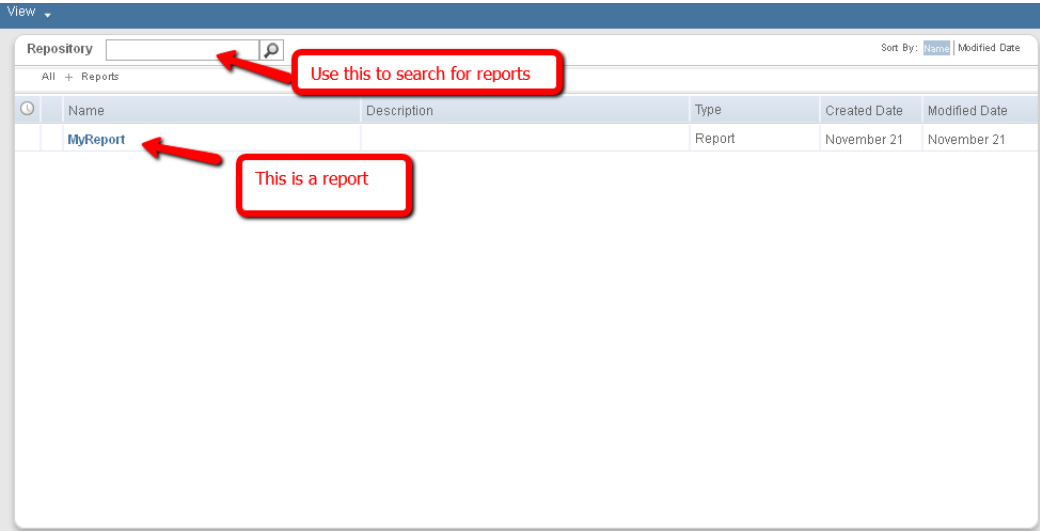 View
Repository
Sort By: Name Modified Date
Use this to search for reports
All + Reports
Name Description Type Created Date Modified Date
MyReport Report November 21 November 21
This is a report